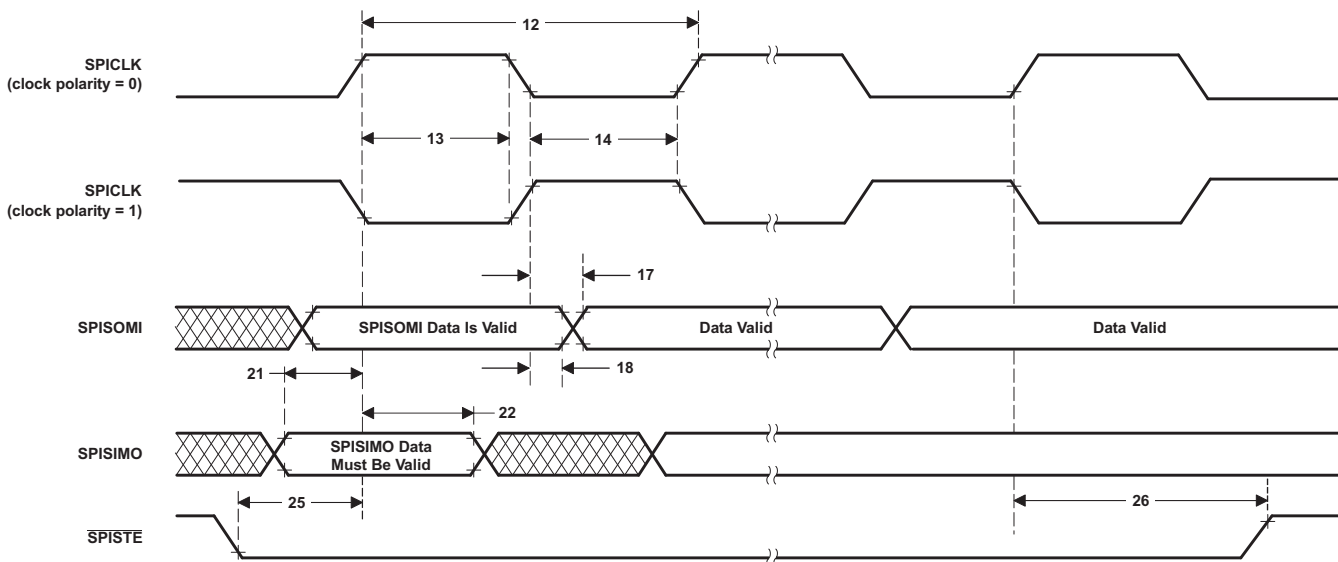 12
SPICLK
(clock polarity = 0)
13
14
SPICLK
(clock polarity = 1)
17
SPISOMI
SPISOMI Data Is Valid
Data Valid
Data Valid
18
21
22
SPISIMO
SPISIMO Data
Must Be Valid
25
26
SPISTE